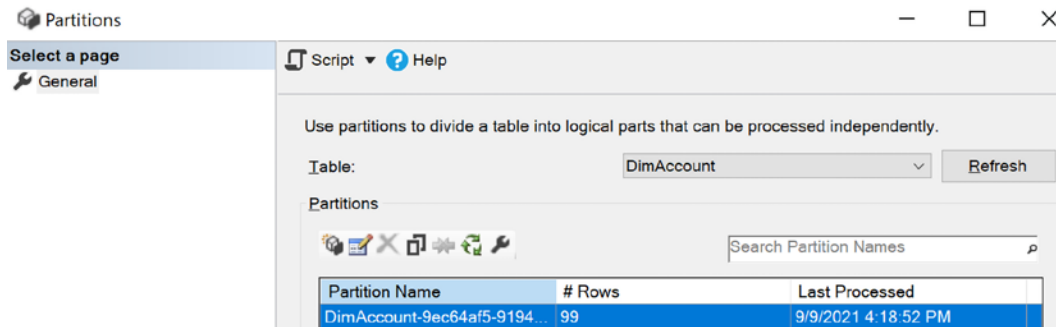 Partitions
Select a page
General
Script Help
Use partitions to divide a table into logical parts that can be processed independently.
Table: DimAccount Refresh
Partitions
Search Partition Names
Partition Name # Rows Last Processed
DimAccount-9ec64af5-9194... 99 9/9/2021 4:18:52 PM